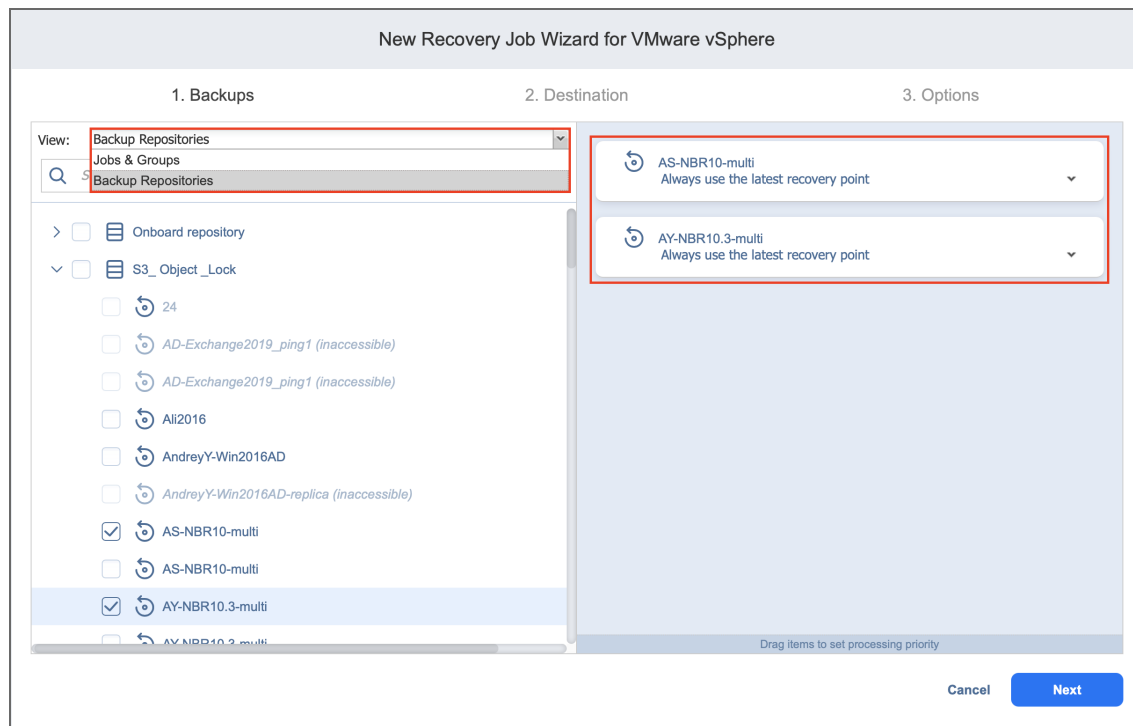 New Recovery Job Wizard for VMware vSphere
1. Backups
2. Destination
3. Options
View:
Backup Repositories
Jobs & Groups
Backup Repositories
Onboard repository
S3_ Object _Lock
24
AD-Exchange2019_ping1 (inaccessible)
AD-Exchange2019_ping1 (inaccessible)
Ali2016
AndreyY-Win2016AD
AndreyY-Win2016AD-replica (inaccessible)
AS-NBR10-multi
AS-NBR10-multi
AY-NBR10.3-multi
AY-NBR10.3-multi
AS-NBR10-multi
Always use the latest recovery point
AY-NBR10.3-multi
Always use the latest recovery point
Drag items to set processing priority
Cancel
Next